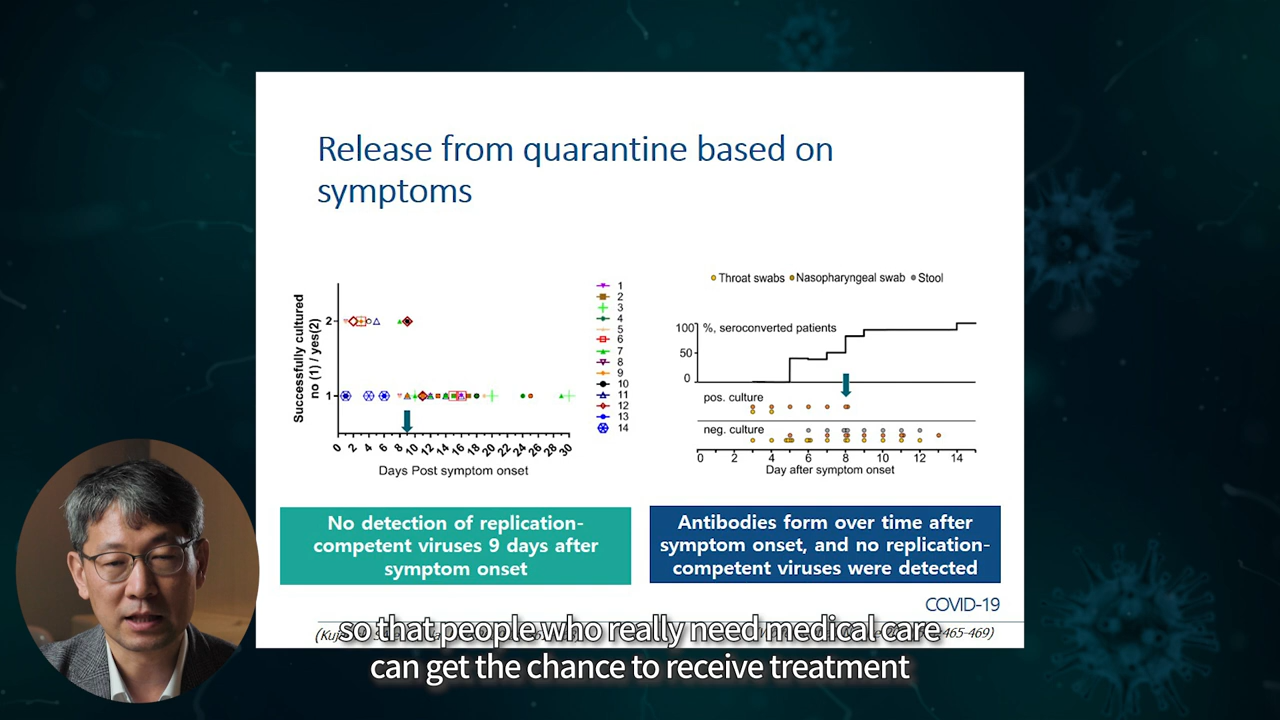 Release from quarantine based on
symptoms
Successfully cultured
no (1) / yes(2)
2
1
0 2 4 6 8 10 12 14 16 18 20 22 24 26 28 30
Days Post symptom onset
1
2
3
4
5
6
7
8
9
10
11
12
13
14
Throat swabs Nasopharyngeal swab Stool
100 %, seroconverted patients
50
0
pos. culture
neg. culture
0 2 4 6 8 10 12 14
Day after symptom onset
No detection of replication-
competent viruses 9 days after
symptom onset
Antibodies form over time after
symptom onset, and no replication-
competent viruses were detected
COVID-19
465-469)
so that people who really need medical care
can get the chance to receive treatment